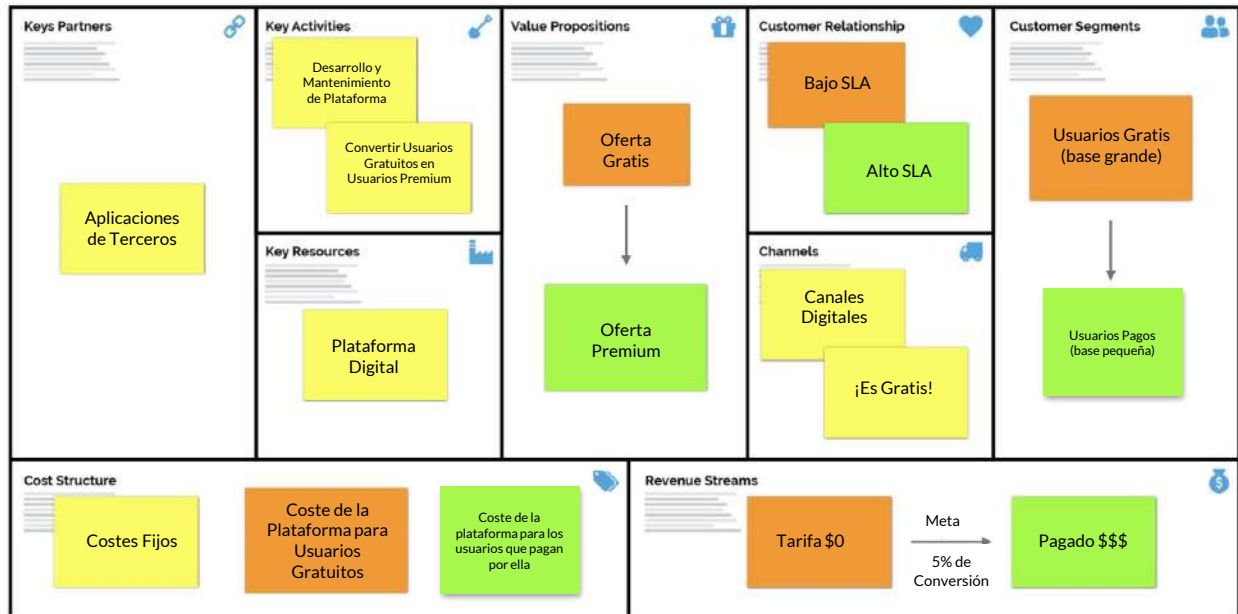 Keys Partners
Aplicaciones
de Terceros
Key Activities
Desarrollo y
Mantenimiento
de Plataforma
Convertir Usuarios
Gratuitos en
Usuarios Premium
Key Resources
Plataforma
Digital
Value Propositions
Oferta
Gratis
Oferta
Premium
Customer Relationship
Bajo SLA
Alto SLA
Channels
Canales
Digitales
¡Es Gratis!
Customer Segments
Usuarios Gratis
(base grande)
Usuarios Pagos
(base pequeña)
Cost Structure
Costes Fijos
Coste de la
Plataforma para
Usuarios
Gratuitos
Coste de la
plataforma para los
usuarios que pagan
por ella
Revenue Streams
Tarifa $0
Meta
5% de
Conversión
Pagado $$$
$